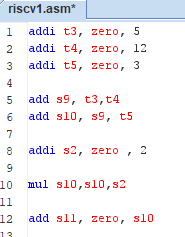 riscv1.asm*
1 addi t3, zero, 5
2 addi t4, zero, 12
3 addi t5, zero, 3
4
5 add s9, t3,t4
6 add s10, s9, t5
7
8 addi s2, zero , 2
9
10 mul s10,s10,s2
11
12 add s11, zero, s10
13